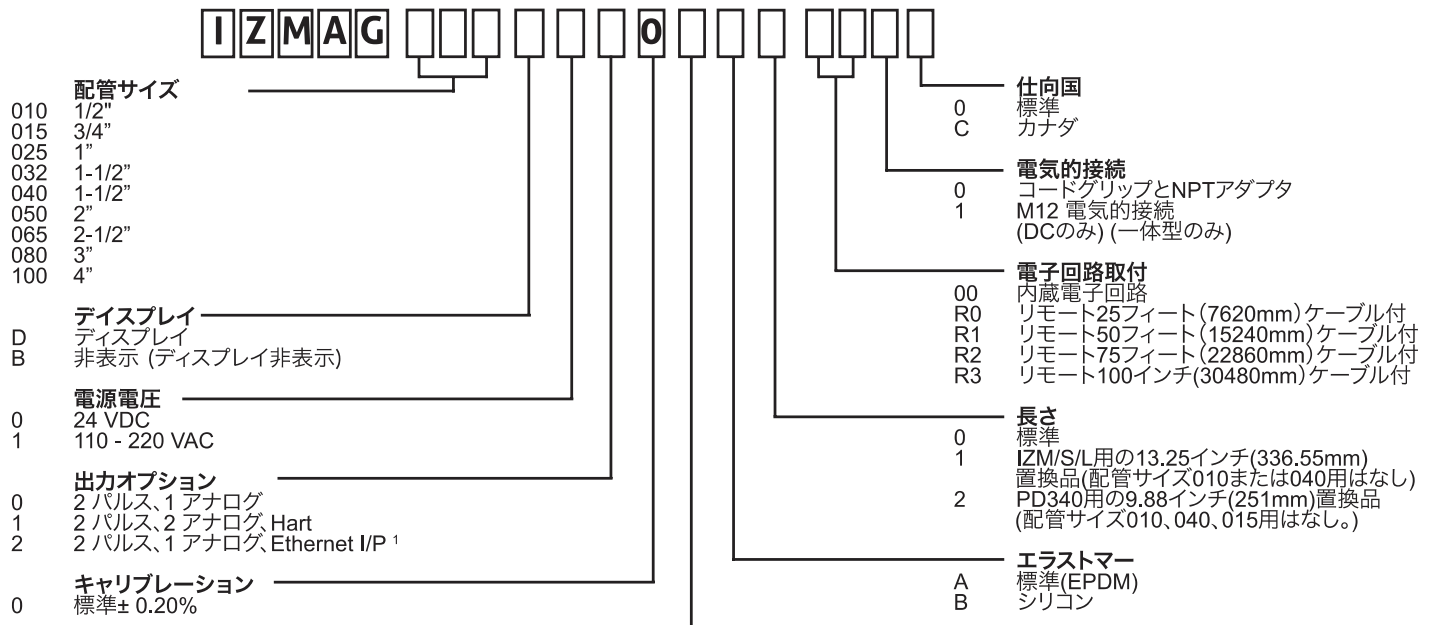 IZMAG 0
配管サイズ
010 1/2"
015 3/4”
025 1”
032 1-1/2”
040 1-1/2”
050 2”
065 2-1/2”
080 3”
100 4”
デイスプレイ
D ディスプレイ
B 非表示 (ディスプレイ非表示)
電源電圧
0 24 VDC
1 110 - 220 VAC
出力オプション
0 2 パルス、1 アナログ
1 2 パルス、2 アナログ、Hart
2 2 パルス、1 アナログ、Ethernet I/P ¹
キャリブレーション
0 標準± 0.20%
仕向国
0 標準
C カナダ
電気的接続
0 コードグリップとNPTアダプタ
1 M12 電気的接続
(DCのみ) (一体型のみ)
電子回路取付
00 内蔵電子回路
R0 リモート25フィート(7620mm)ケーブル付
R1 リモート50フィート(15240mm)ケーブル付
R2 リモート75フィート(22860mm)ケーブル付
R3 リモート100インチ(30480mm)ケーブル付
長さ
0 標準
1 IZM/S/L用の13.25インチ(336.55mm)
置換品(配管サイズ010または040用はなし)
2 PD340用の9.88インチ(251mm)置換品
(配管サイズ010、040、015用はなし。)
エラストマー
A 標準(EPDM)
B シリコン